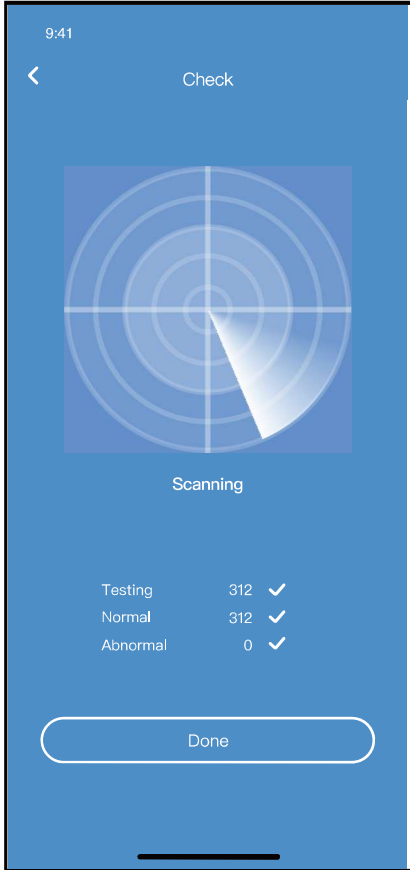 9:41
Check
Scanning
Testing 312
Normal 312
Abnormal 0
Done